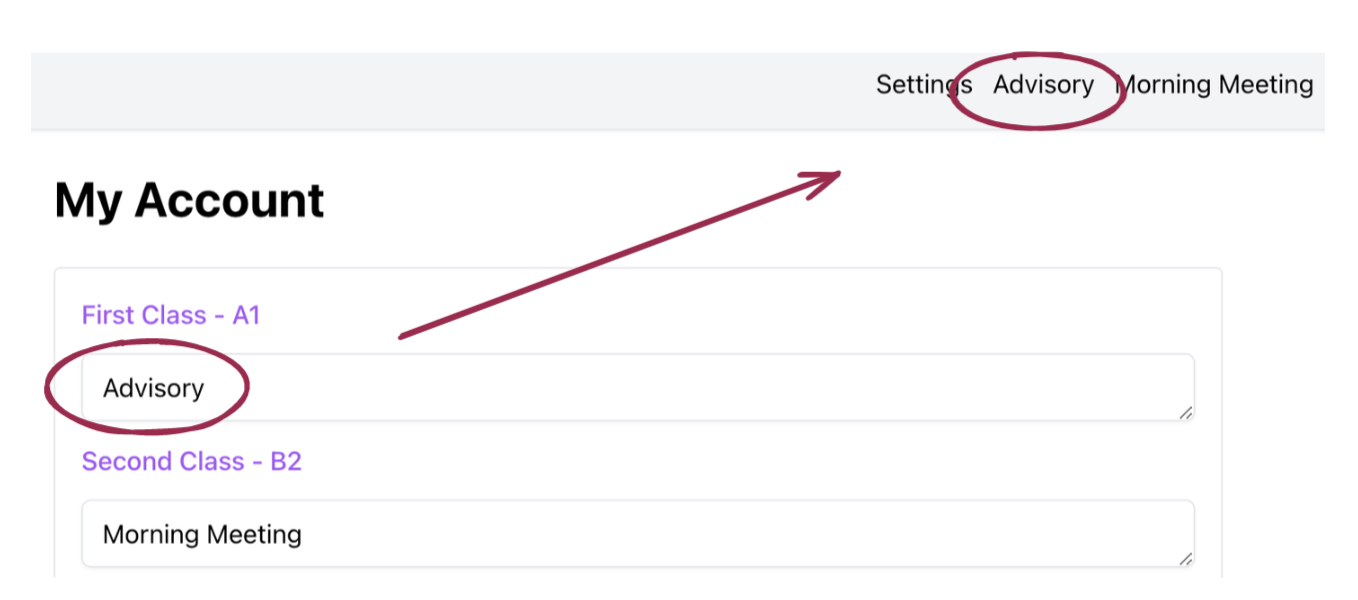 Settings Advisory Morning Meeting
My Account
First Class - A1
Advisory
Second Class - B2
Morning Meeting